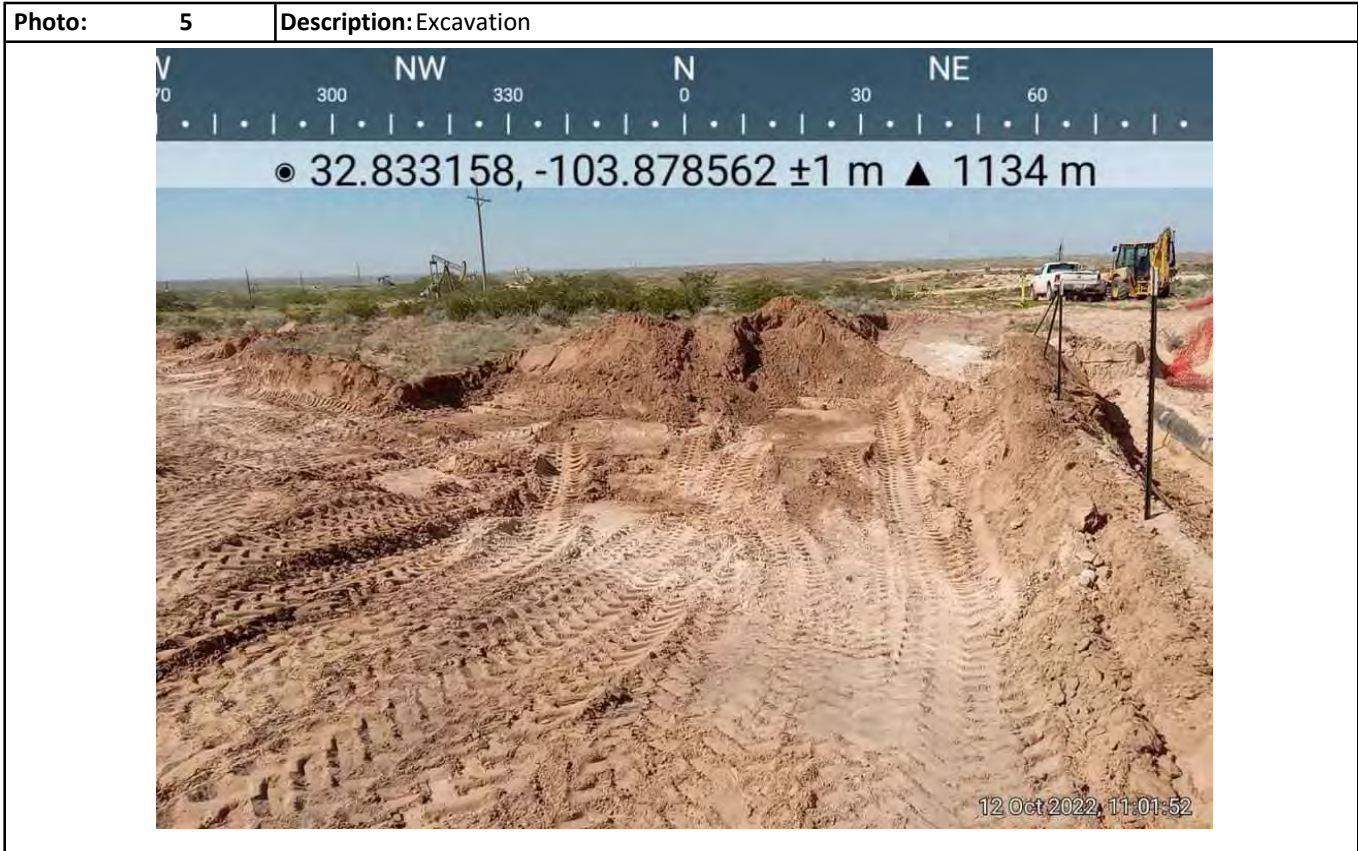 Photo: 5 Description: Excavation
NW N NE
300 330 0 30 60
32.833158, -103.878562 ±1 m ▲ 1134 m
12 Oct 2022, 11:01:52